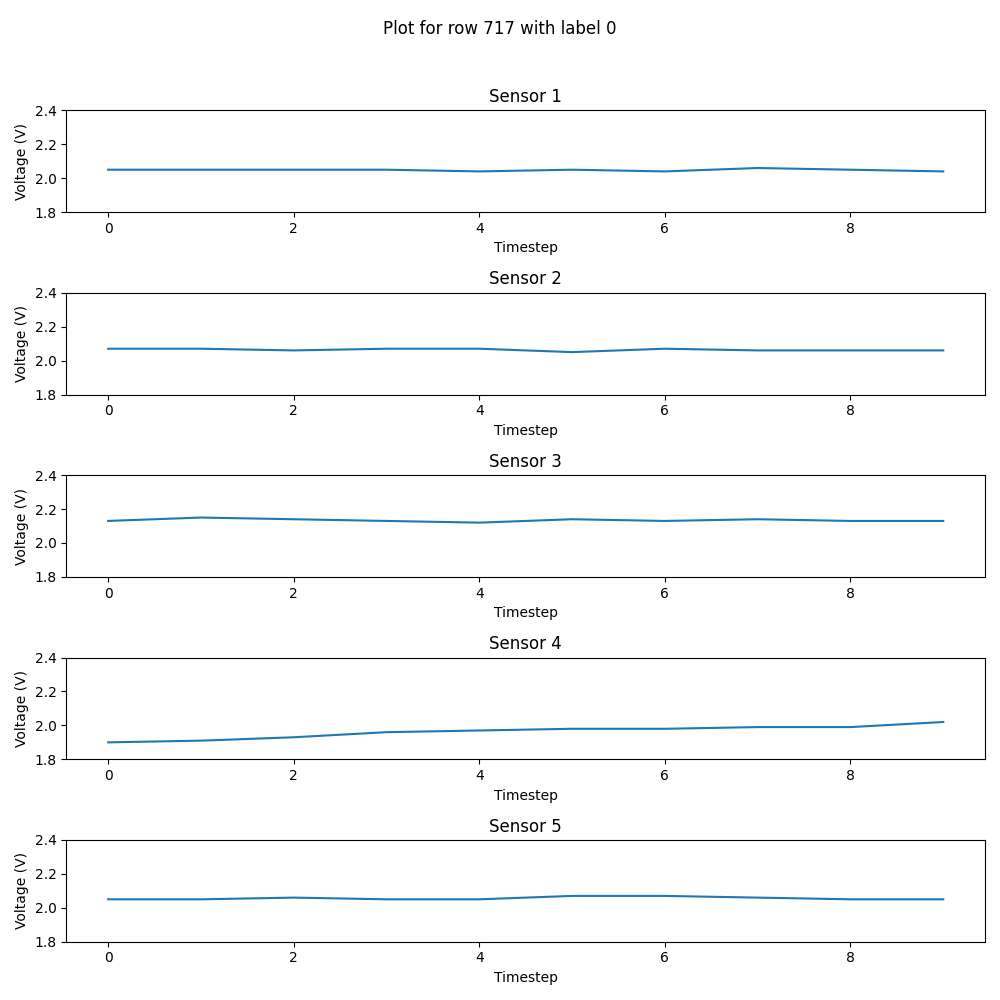 Plot for row 717 with label 0
Sensor 1
Voltage (V)
2.4
2.2
2.0
1.8
0 2 4 6 8
Timestep
Sensor 2
Voltage (V)
2.4
2.2
2.0
1.8
0 2 4 6 8
Timestep
Sensor 3
Voltage (V)
2.4
2.2
2.0
1.8
0 2 4 6 8
Timestep
Sensor 4
Voltage (V)
2.4
2.2
2.0
1.8
0 2 4 6 8
Timestep
Sensor 5
Voltage (V)
2.4
2.2
2.0
1.8
0 2 4 6 8
Timestep